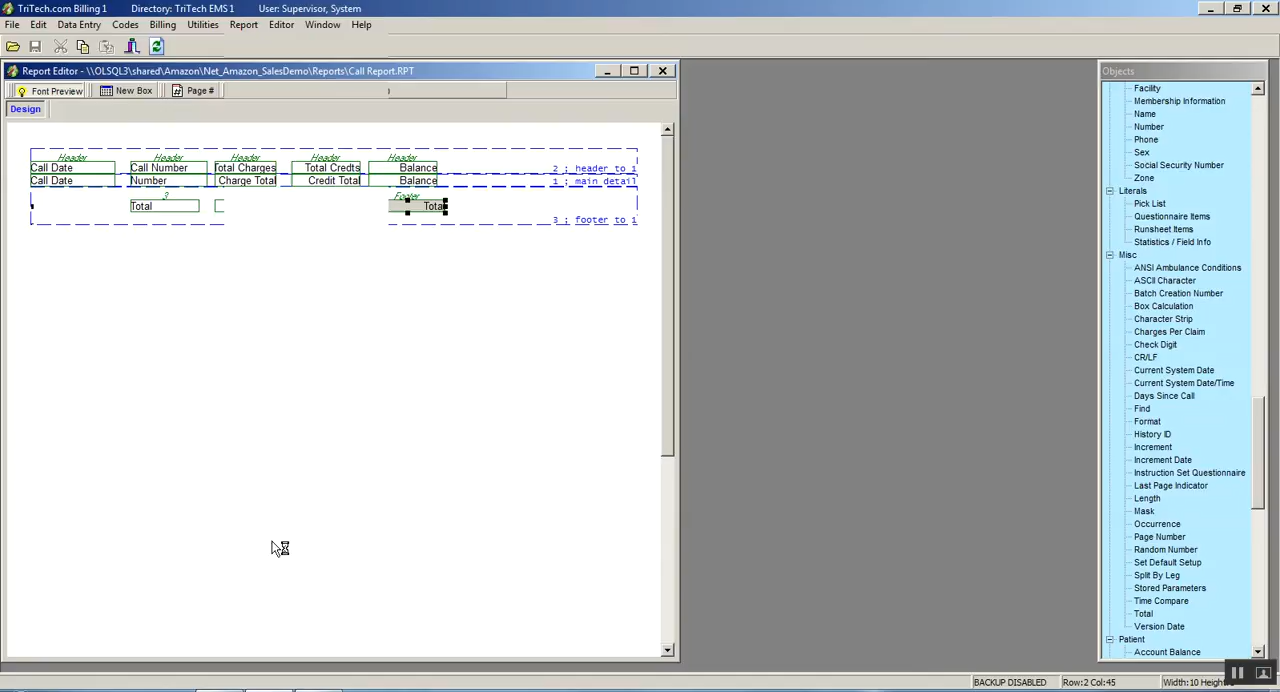 TriTech.com Billing 1 Directory: TriTech EMS 1 User: Supervisor, System
File Edit Data Entry Codes Billing Utilities Report Editor Window Help
Report Editor - \\OLSQL3\shared\Amazon\Net_Amazon_SalesDemo\Reports\Call Report.RPT
Font Preview New Box Page #
Design
Header Header Header Header Header
Call Date Call Number Total Charges Total Credts Balance 2 ; header to 1
Call Date Number Charge Total Credit Total Balance 1 ; main detail
3 Footer
Total Total
3 ; footer to 1
Objects
Facility
Membership Information
Name
Number
Phone
Sex
Social Security Number
Zone
Literals
Pick List
Questionnaire Items
Runsheet Items
Statistics / Field Info
Misc
ANSI Ambulance Conditions
ASCII Character
Batch Creation Number
Box Calculation
Character Strip
Charges Per Claim
Check Digit
CR/LF
Current System Date
Current System Date/Time
Days Since Call
Find
Format
History ID
Increment
Increment Date
Instruction Set Questionnaire
Last Page Indicator
Length
Mask
Occurrence
Page Number
Random Number
Set Default Setup
Split By Leg
Stored Parameters
Time Compare
Total
Version Date
Patient
Account Balance
BACKUP DISABLED Row:2 Col:45 Width:10 Height: